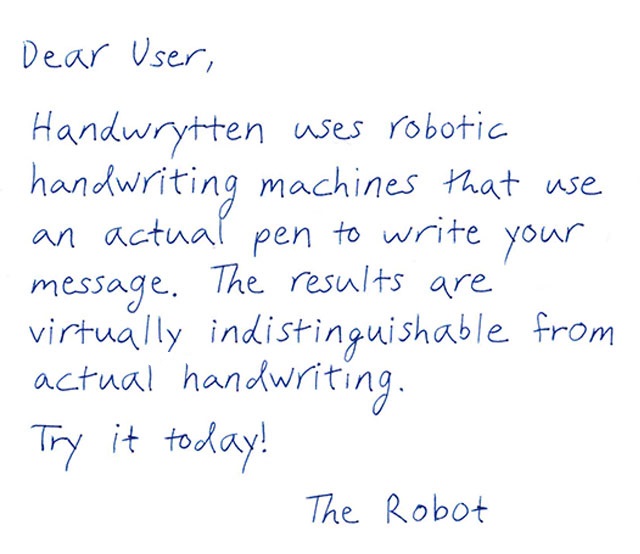 Dear User,
Handwrytten uses robotic
handwriting machines that use
an actual pen to write your
message. The results are
virtually indistinguishable from
actual handwriting.
Try it today!
The Robot